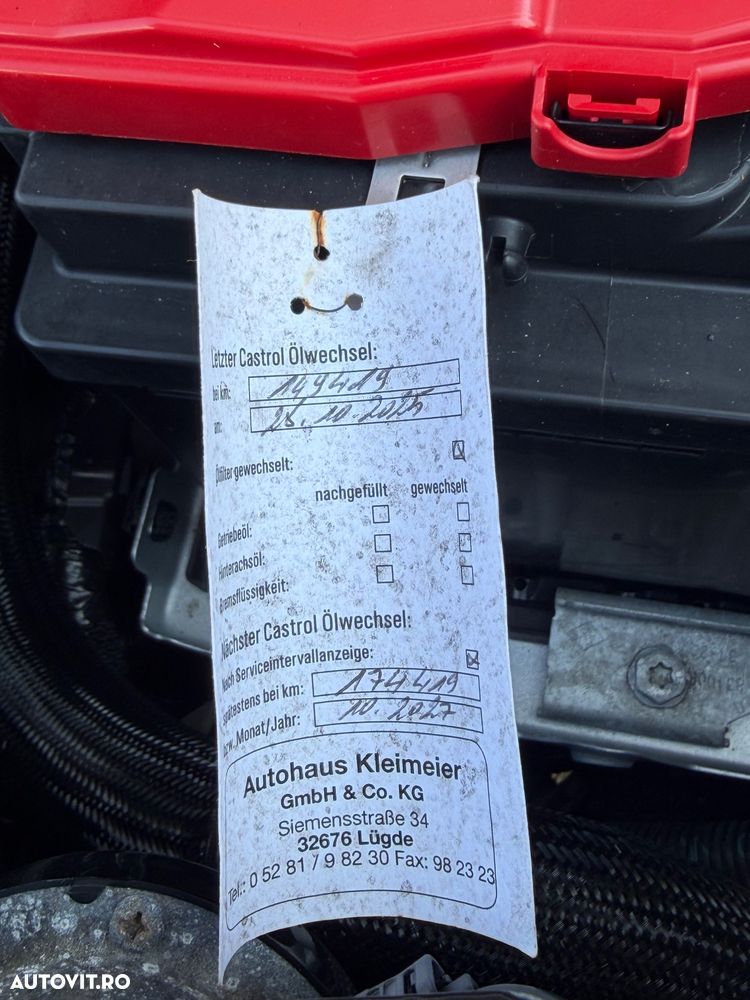 Letzter Castrol Ölwechsel:
bei km: 149419
am: 28.10.2025
Ölfilter gewechselt:
nachgefüllt gewechselt
Getriebeöl:
Hinterachsöl:
Bremsflüssigkeit:
Nächster Castrol Ölwechsel:
Nach Serviceintervallanzeige:
spätestens bei km: 174419
bzw. Monat/Jahr: 10.2027
Autohaus Kleimeier
GmbH & Co. KG
Siemensstraße 34
32676 Lügde
Tel.: 0 52 81 / 9 82 30 Fax: 98 23 23
AUTOVIT.RO